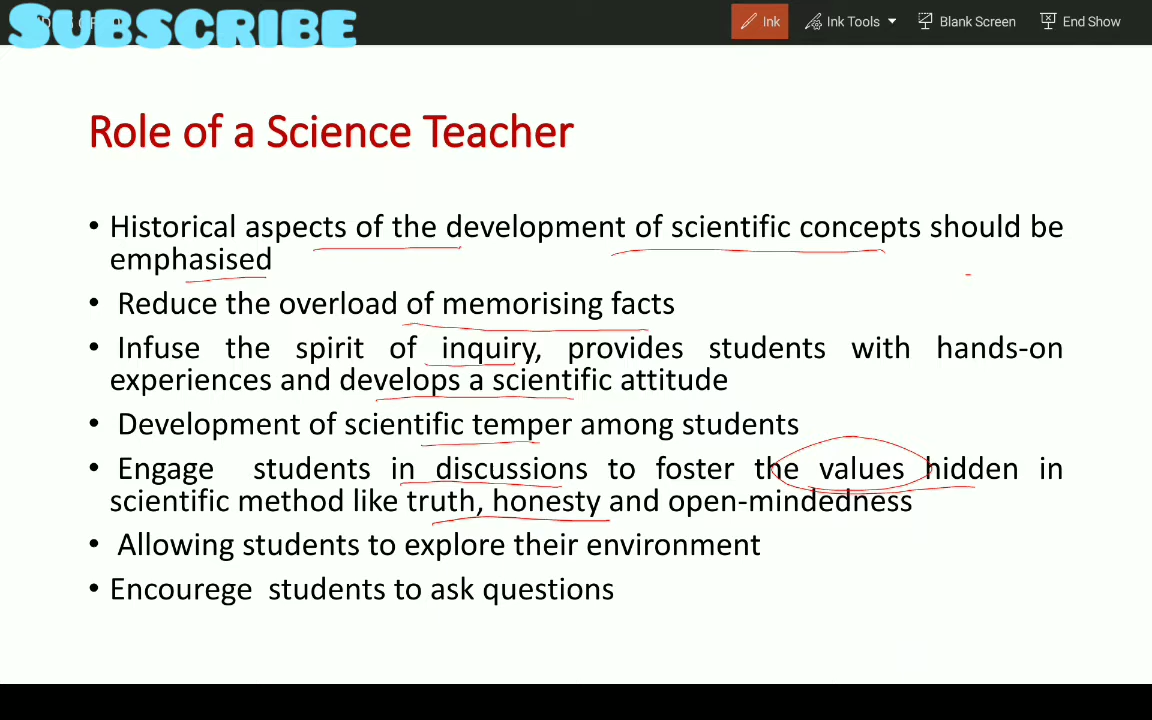 SUBSCRIBE
Ink
Ink Tools
Blank Screen
End Show
Role of a Science Teacher
• Historical aspects of the development of scientific concepts should be
emphasised
• Reduce the overload of memorising facts
• Infuse the spirit of inquiry, provides students with hands-on
experiences and develops a scientific attitude
• Development of scientific temper among students
• Engage students in discussions to foster the values hidden in
scientific method like truth, honesty and open-mindedness
• Allowing students to explore their environment
• Encourege students to ask questions